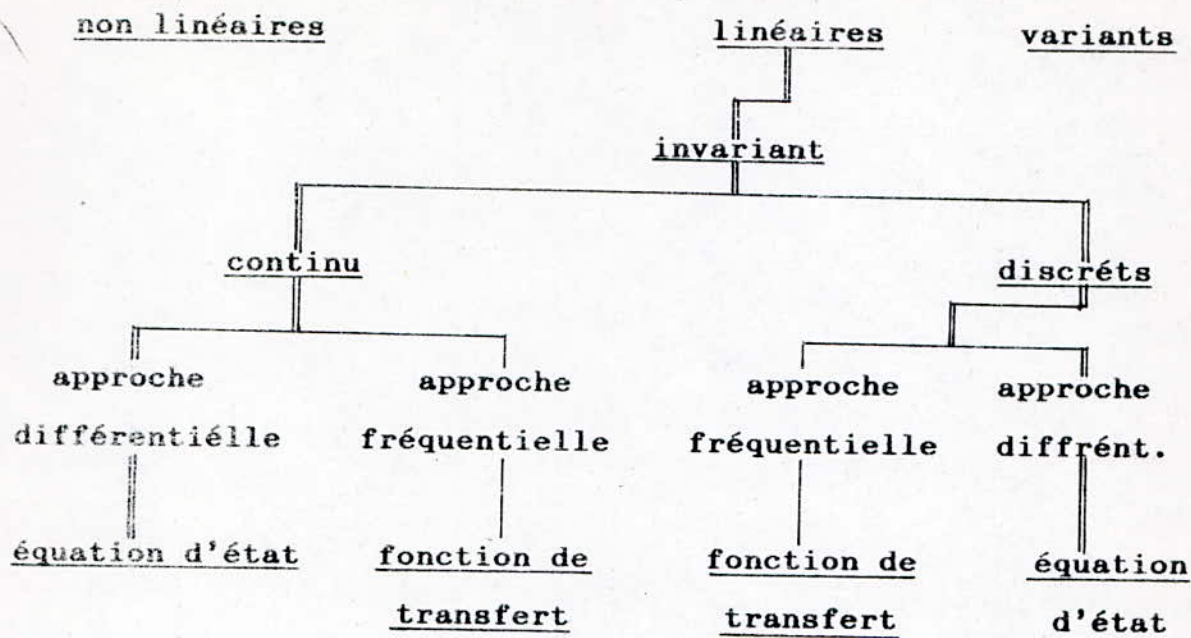 non linéaires linéaires variants
invariant
continu discréts
approche approche approche approche
différentiélle fréquentielle fréquentielle diffrént.
équation d'état fonction de fonction de équation
transfert transfert d'état